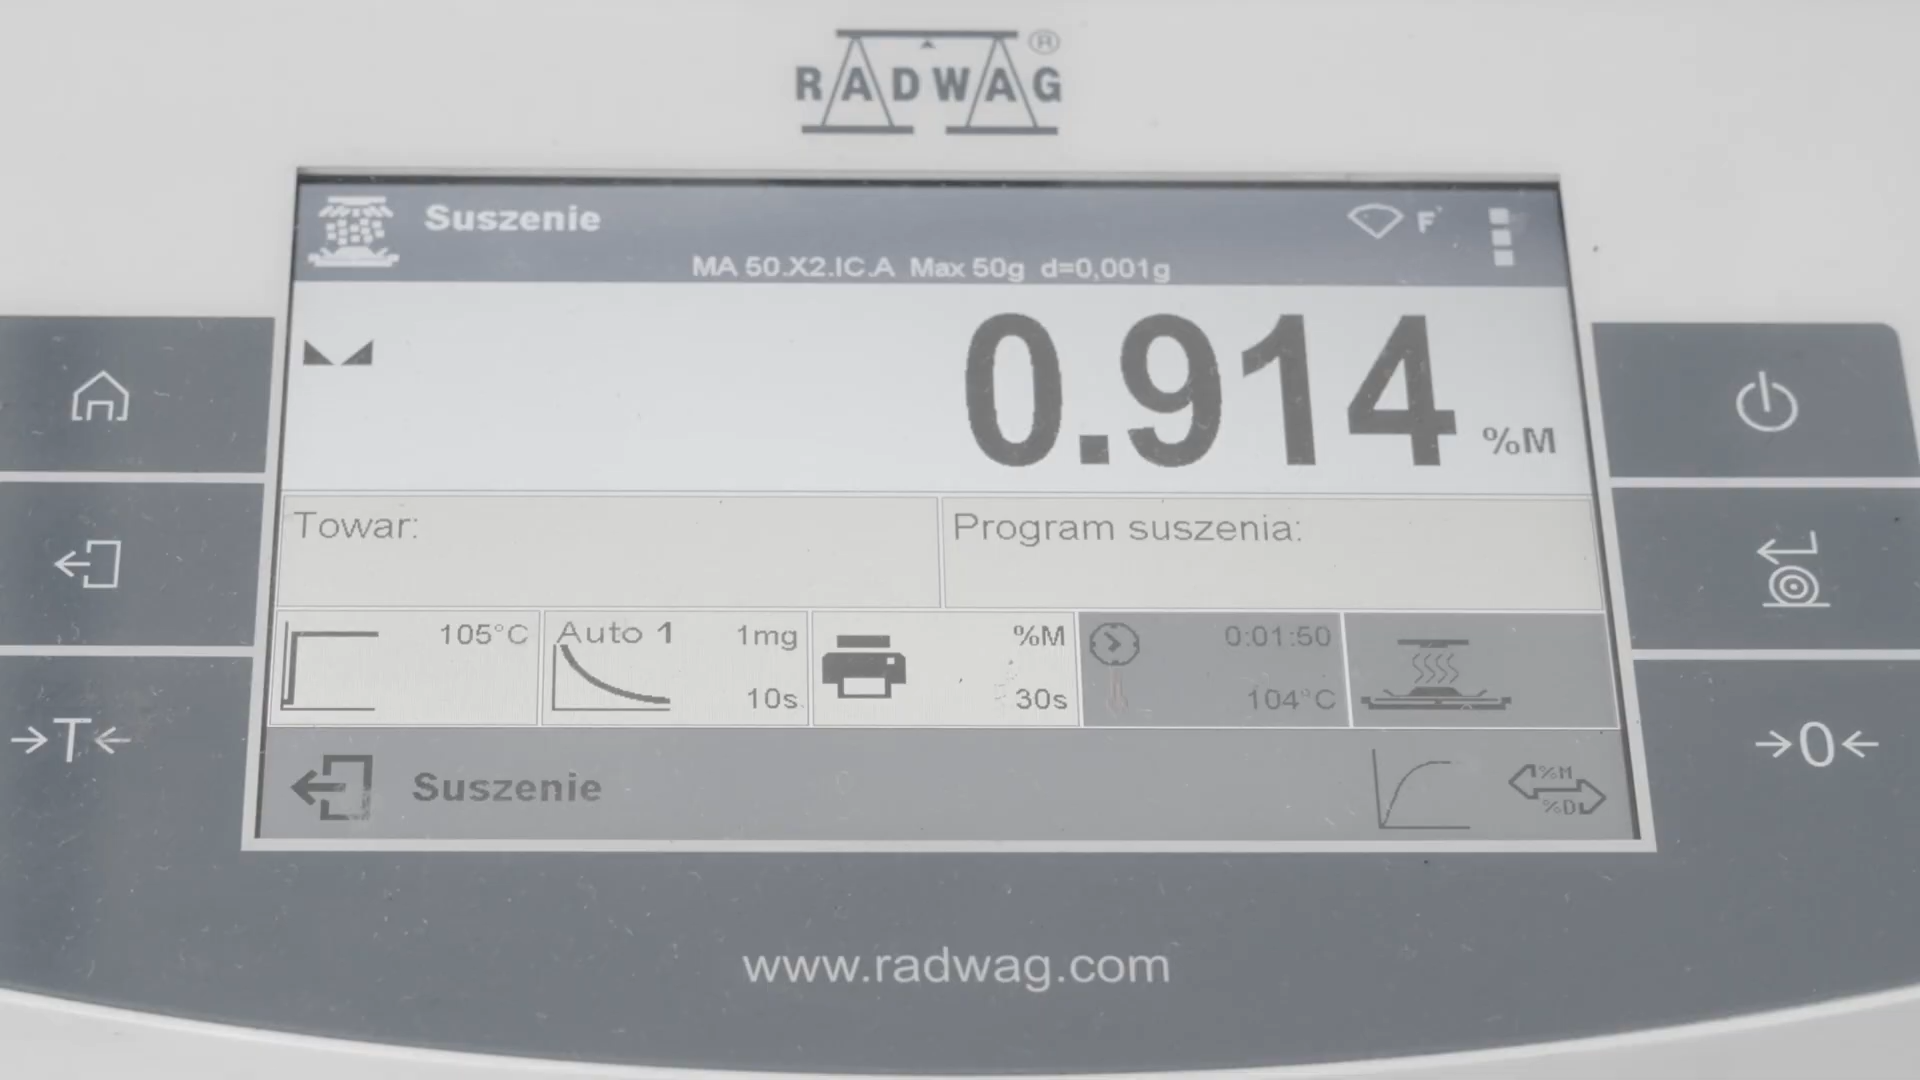 RADWAG®
Suszenie
F
MA 50.X2.IC.A Max 50g d=0,001g
0.914 %M
Towar:
Program suszenia:
105°C
Auto 1 1mg
10s
%M
30s
0:01:50
104°C
→T←
→0←
Suszenie
%M
%D
www.radwag.com